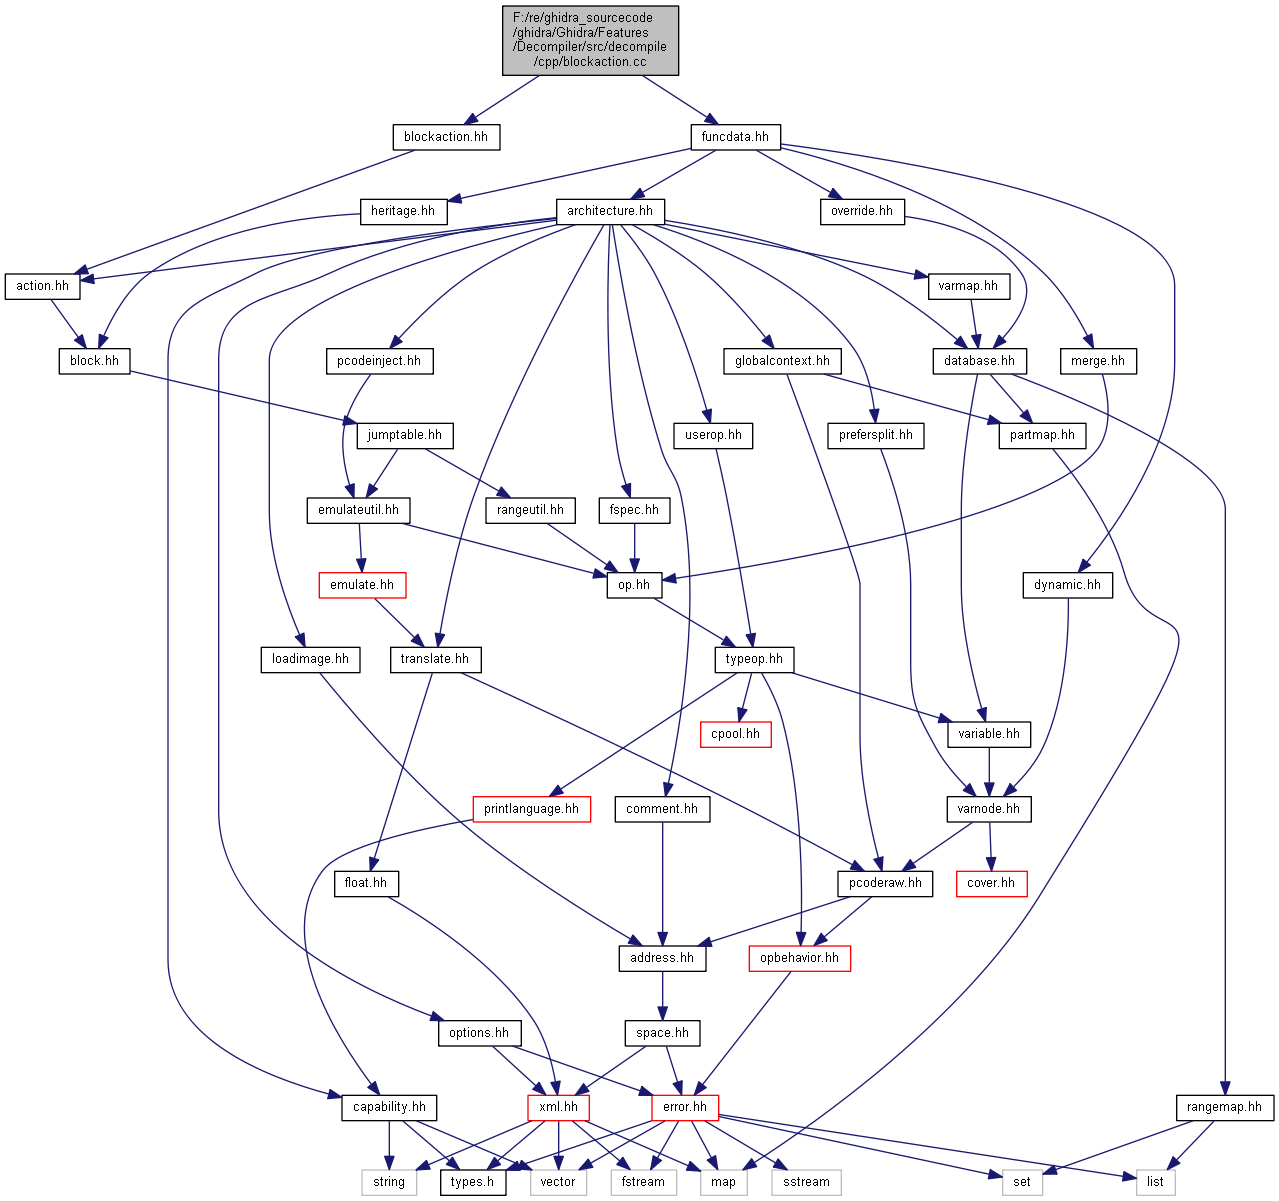 F:/re/ghidra_sourcecode
/ghidra/Ghidra/Features
/Decompiler/src/decompile
/cpp/blockaction.cc
blockaction.hh
funcdata.hh
heritage.hh
architecture.hh
override.hh
action.hh
varmap.hh
block.hh
pcodeinject.hh
globalcontext.hh
database.hh
merge.hh
jumptable.hh
userop.hh
prefersplit.hh
partmap.hh
emulateutil.hh
rangeutil.hh
fspec.hh
emulate.hh
op.hh
dynamic.hh
loadimage.hh
translate.hh
typeop.hh
cpool.hh
variable.hh
printlanguage.hh
comment.hh
varnode.hh
float.hh
pcoderaw.hh
cover.hh
address.hh
opbehavior.hh
options.hh
space.hh
capability.hh
xml.hh
error.hh
rangemap.hh
string
types.h
vector
fstream
map
sstream
set
list